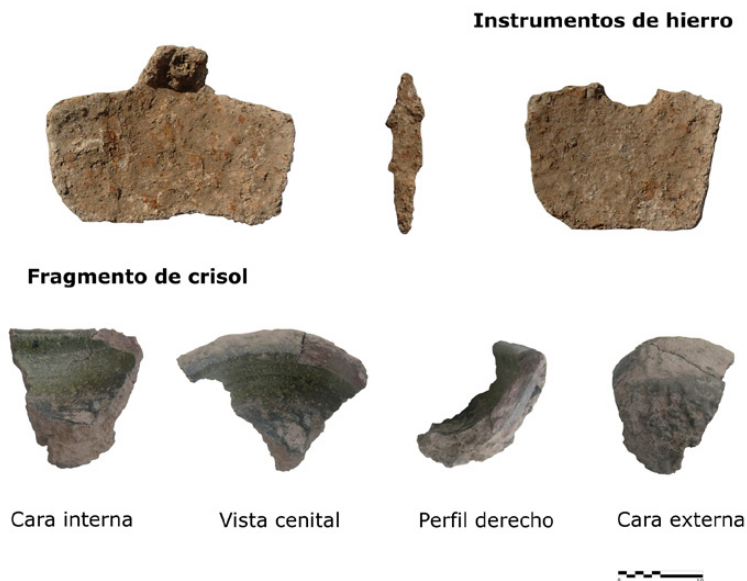 Instrumentos de hierro
Fragmento de crisol
Cara interna
Vista cenital
Perfil derecho
Cara externa